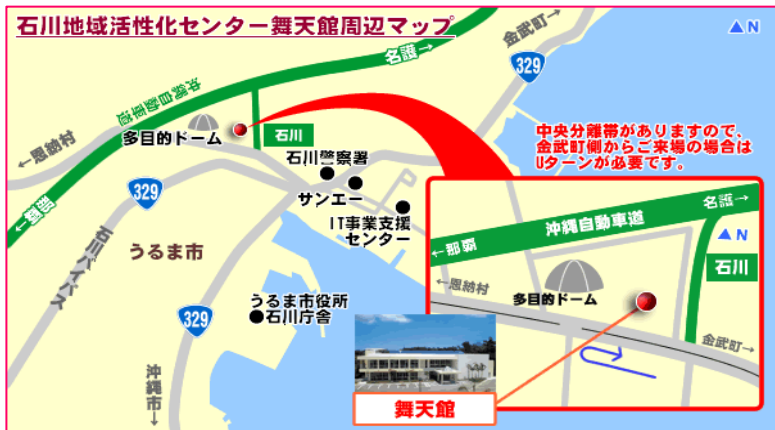 石川地域活性化センター舞天館周辺マップ
金武町→
▲N
329
名護→
沖縄自動車道
多目的ドーム
石川
←恩納村
石川警察署
中央分離帯がありますので、
金武町側からご来場の場合は
Uターンが必要です。
329
サンエー
←那覇
IT事業支援
センター
うるま市
石川バイパス
うるま市役所
石川庁舎
329
沖縄市→
名護→
沖縄自動車道
▲N
←那覇
石川
←恩納村
多目的ドーム
金武町→
舞天館